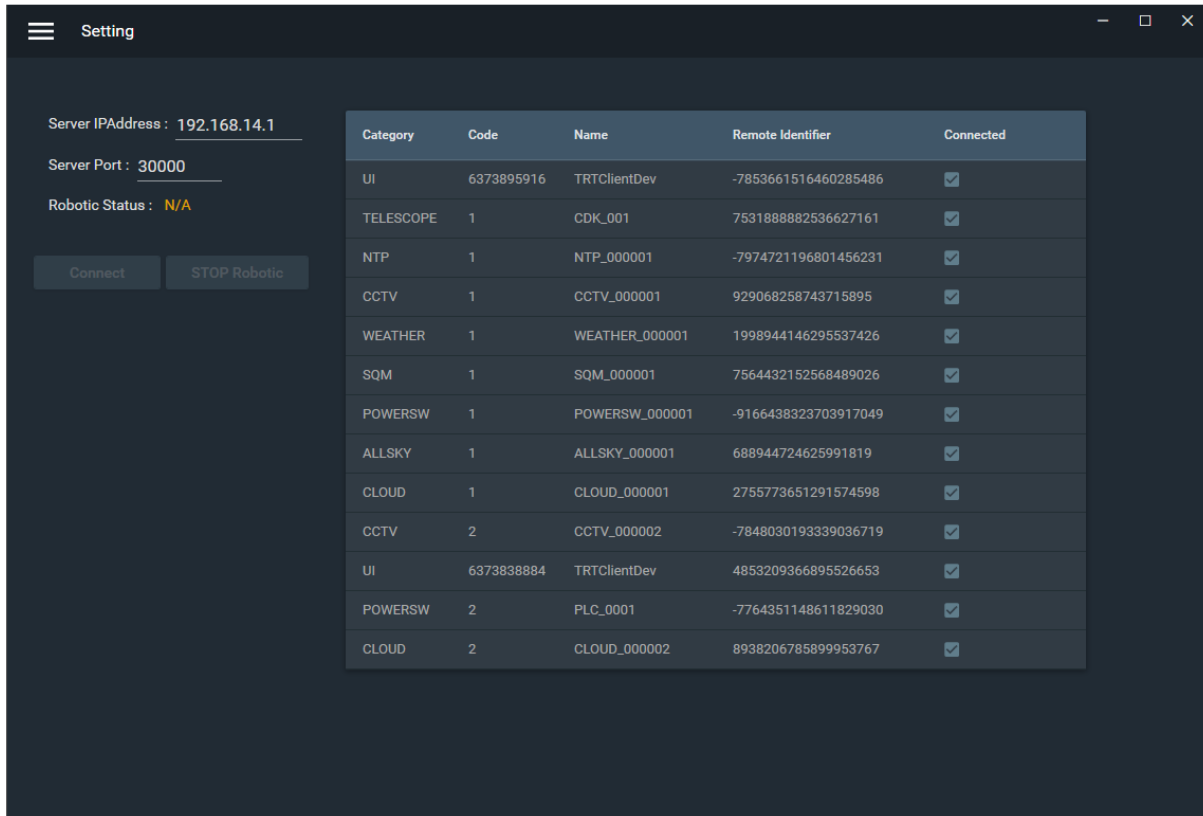 Setting
Server IPAddress : 192.168.14.1
Server Port : 30000
Robotic Status : N/A
Connect STOP Robotic
Category Code Name Remote Identifier Connected
UI 6373895916 TRTClientDev -7853661516460285486
TELESCOPE 1 CDK_001 7531888882536627161
NTP 1 NTP_000001 -7974721196801456231
CCTV 1 CCTV_000001 929068258743715895
WEATHER 1 WEATHER_000001 1998944146295537426
SQM 1 SQM_000001 7564432152568489026
POWERSW 1 POWERSW_000001 -9166438323703917049
ALLSKY 1 ALLSKY_000001 688944724625991819
CLOUD 1 CLOUD_000001 2755773651291574598
CCTV 2 CCTV_000002 -7848030193339036719
UI 6373838884 TRTClientDev 4853209366895526653
POWERSW 2 PLC_0001 -7764351148611829030
CLOUD 2 CLOUD_000002 8938206785899953767